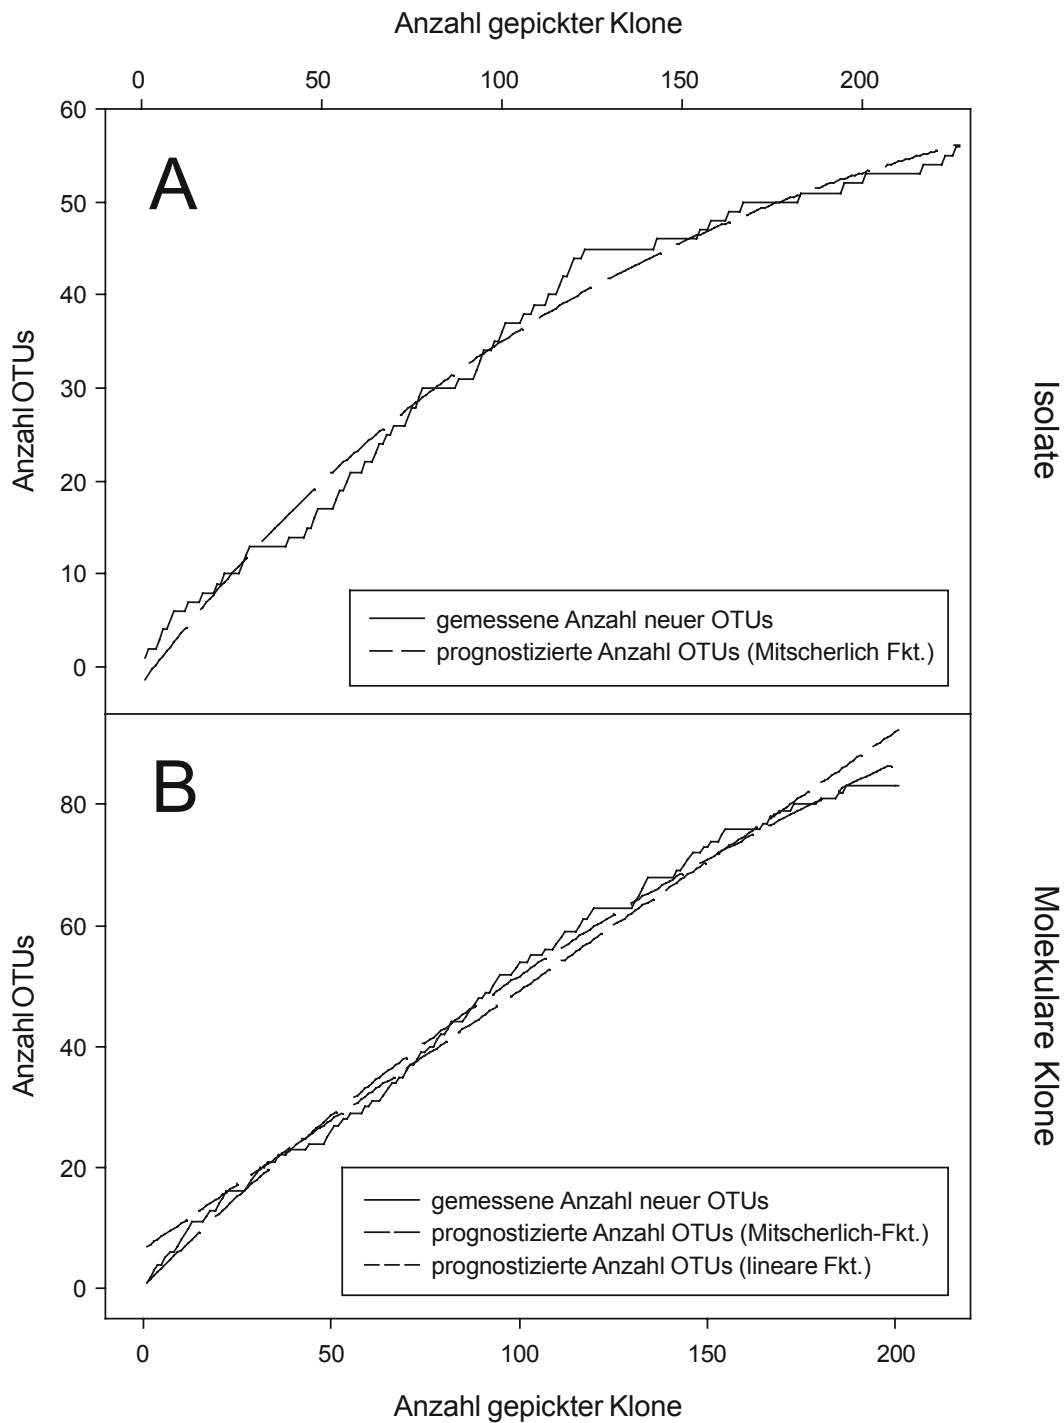 Anzahl gepickter Klone
0 50 100 150 200
60
A
50
40
30
20
10
0
Anzahl OTUs
Isolate
gemessene Anzahl neuer OTUs
prognostizierte Anzahl OTUs (Mitscherlich Fkt.)
B
80
60
40
20
0
Anzahl OTUs
Molekulare Klone
gemessene Anzahl neuer OTUs
prognostizierte Anzahl OTUs (Mitscherlich-Fkt.)
prognostizierte Anzahl OTUs (lineare Fkt.)
0 50 100 150 200
Anzahl gepickter Klone